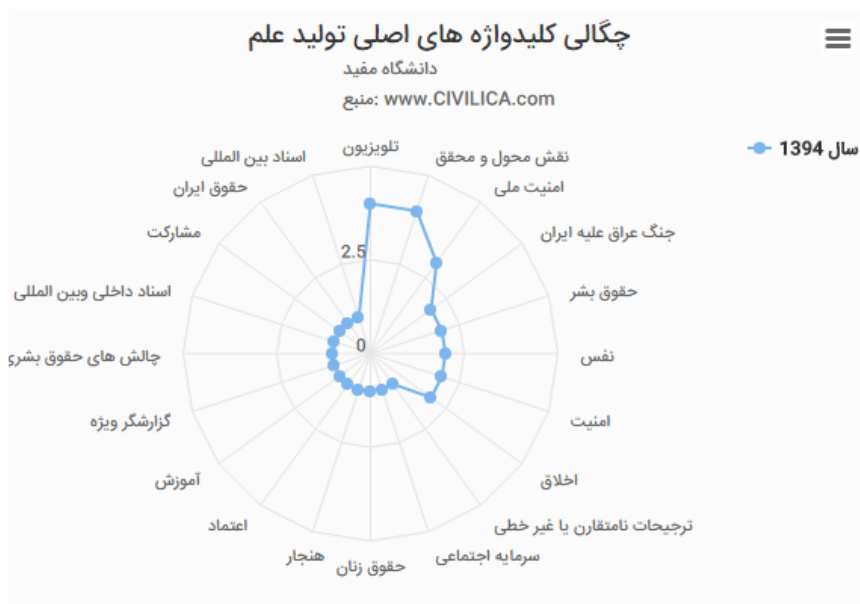 چگالی کلیدواژه های اصلی تولید علم
دانشگاه مفید
منبع: www.CIVILICA.com
سال 1394
تلویزیون
نقش محول و محقق
امنیت ملی
جنگ عراق علیه ایران
حقوق بشر
نفس
امنیت
اخلاق
ترجیحات نامتقارن یا غیر خطی
سرمایه اجتماعی
حقوق زنان
هنجار
اعتماد
آموزش
گزارشگر ویژه
چالش های حقوق بشری
اسناد داخلی وبین المللی
مشارکت
حقوق ایران
اسناد بین المللی
2.5
0